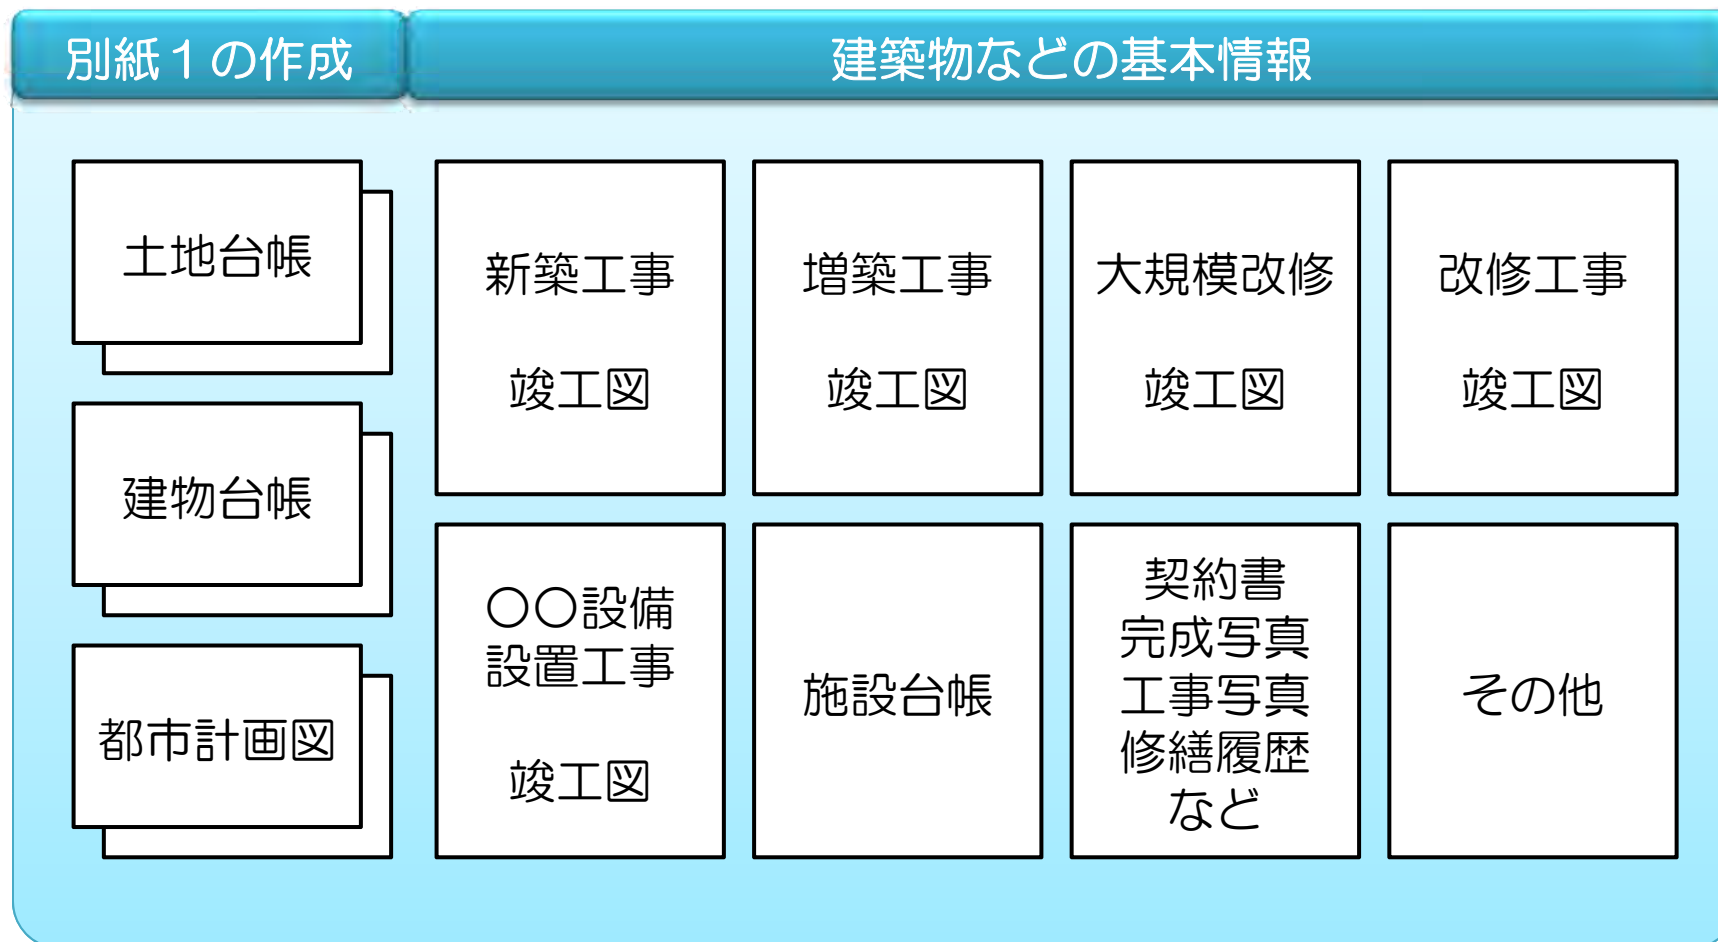 別紙１の作成
建築物などの基本情報
土地台帳
建物台帳
都市計画図
新築工事
竣工図
増築工事
竣工図
大規模改修
竣工図
改修工事
竣工図
〇〇設備
設置工事
竣工図
施設台帳
契約書
完成写真
工事写真
修繕履歴
など
その他